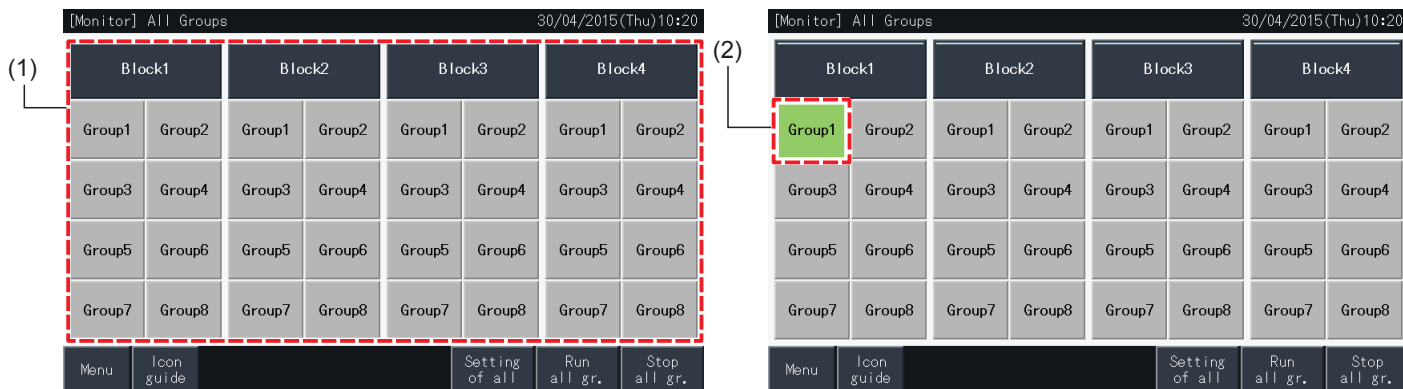 [Monitor] All Groups 30/04/2015(Thu)10:20
(1)
Block1 Block2 Block3 Block4
Group1 Group2 Group1 Group2 Group1 Group2 Group1 Group2
Group3 Group4 Group3 Group4 Group3 Group4 Group3 Group4
Group5 Group6 Group5 Group6 Group5 Group6 Group5 Group6
Group7 Group8 Group7 Group8 Group7 Group8 Group7 Group8
Menu
Icon
guide
Setting
of all
Run
all gr.
Stop
all gr.
[Monitor] All Groups 30/04/2015(Thu)10:20
(2)
Block1 Block2 Block3 Block4
Group1 Group2 Group1 Group2 Group1 Group2 Group1 Group2
Group3 Group4 Group3 Group4 Group3 Group4 Group3 Group4
Group5 Group6 Group5 Group6 Group5 Group6 Group5 Group6
Group7 Group8 Group7 Group8 Group7 Group8 Group7 Group8
Menu
Icon
guide
Setting
of all
Run
all gr.
Stop
all gr.